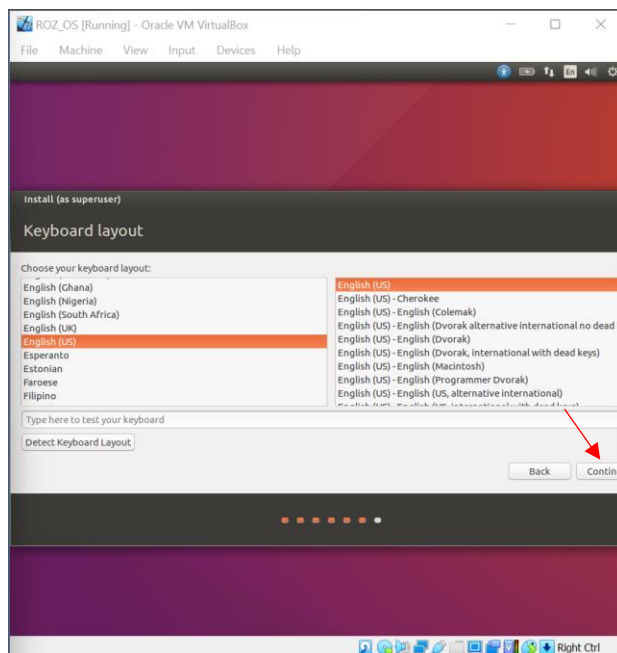 ROZ_OS [Running] - Oracle VM VirtualBox
File Machine View Input Devices Help
En
Install (as superuser)
Keyboard layout
Choose your keyboard layout:
English (Ghana)
English (Nigeria)
English (South Africa)
English (UK)
English (US)
Esperanto
Estonian
Faroese
Filipino
English (US)
English (US) - Cherokee
English (US) - English (Colemak)
English (US) - English (Dvorak alternative international no dead
English (US) - English (Dvorak)
English (US) - English (Dvorak, international with dead keys)
English (US) - English (Macintosh)
English (US) - English (Programmer Dvorak)
English (US) - English (US, alternative international)
Type here to test your keyboard
Detect Keyboard Layout
Back Contin
Right Ctrl